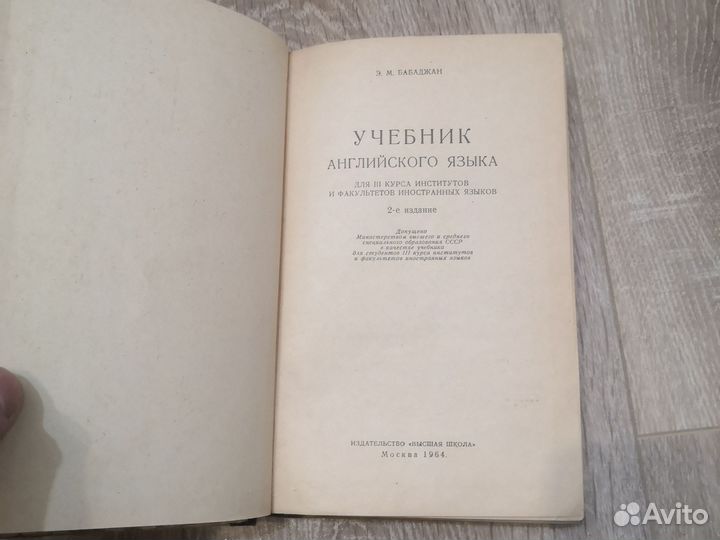 Э. М. БАБАДЖАН
УЧЕБНИК
АНГЛИЙСКОГО ЯЗЫКА
ДЛЯ III КУРСА ИНСТИТУТОВ
И ФАКУЛЬТЕТОВ ИНОСТРАННЫХ ЯЗЫКОВ
2-е издание
Допущено
Министерством высшего и среднего
специального образования СССР
в качестве учебника
для студентов III курса институтов
и факультетов иностранных языков
ИЗДАТЕЛЬСТВО «ВЫСШАЯ ШКОЛА»
Москва 1964
Avito